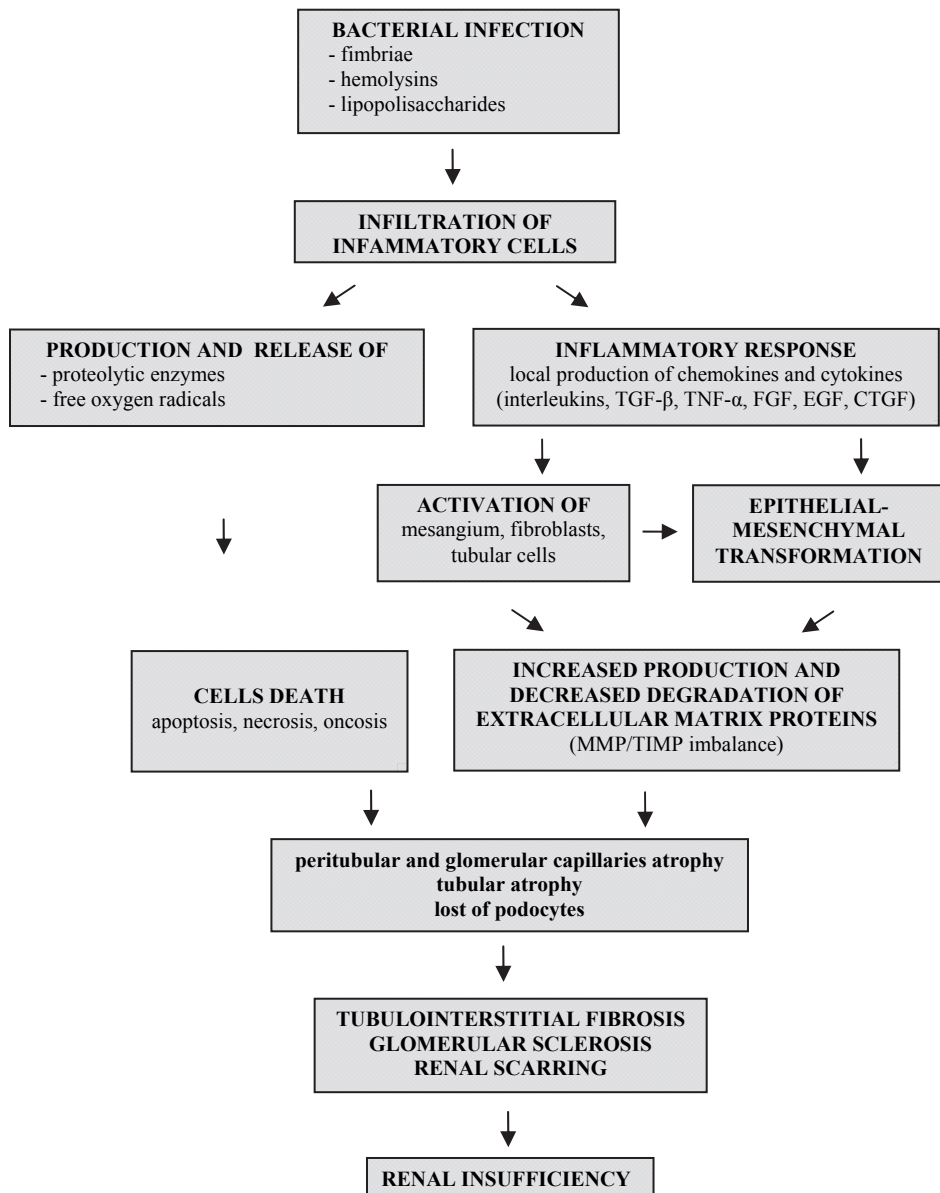 BACTERIAL INFECTION
- fimbriae
- hemolysins
- lipopolisaccharides
INFILTRATION OF
INFAMMATORY CELLS
PRODUCTION AND RELEASE OF
- proteolytic enzymes
- free oxygen radicals
INFLAMMATORY RESPONSE
local production of chemokines and cytokines
(interleukins, TGF-β, TNF-α, FGF, EGF, CTGF)
ACTIVATION OF
mesangium, fibroblasts,
tubular cells
EPITHELIAL-
MESENCHYMAL
TRANSFORMATION
CELLS DEATH
apoptosis, necrosis, oncosis
INCREASED PRODUCTION AND
DECREASED DEGRADATION OF
EXTRACELLULAR MATRIX PROTEINS
(MMP/TIMP imbalance)
peritubular and glomerular capillaries atrophy
tubular atrophy
lost of podocytes
TUBULOINTERSTITIAL FIBROSIS
GLOMERULAR SCLEROSIS
RENAL SCARRING
RENAL INSUFFICIENCY